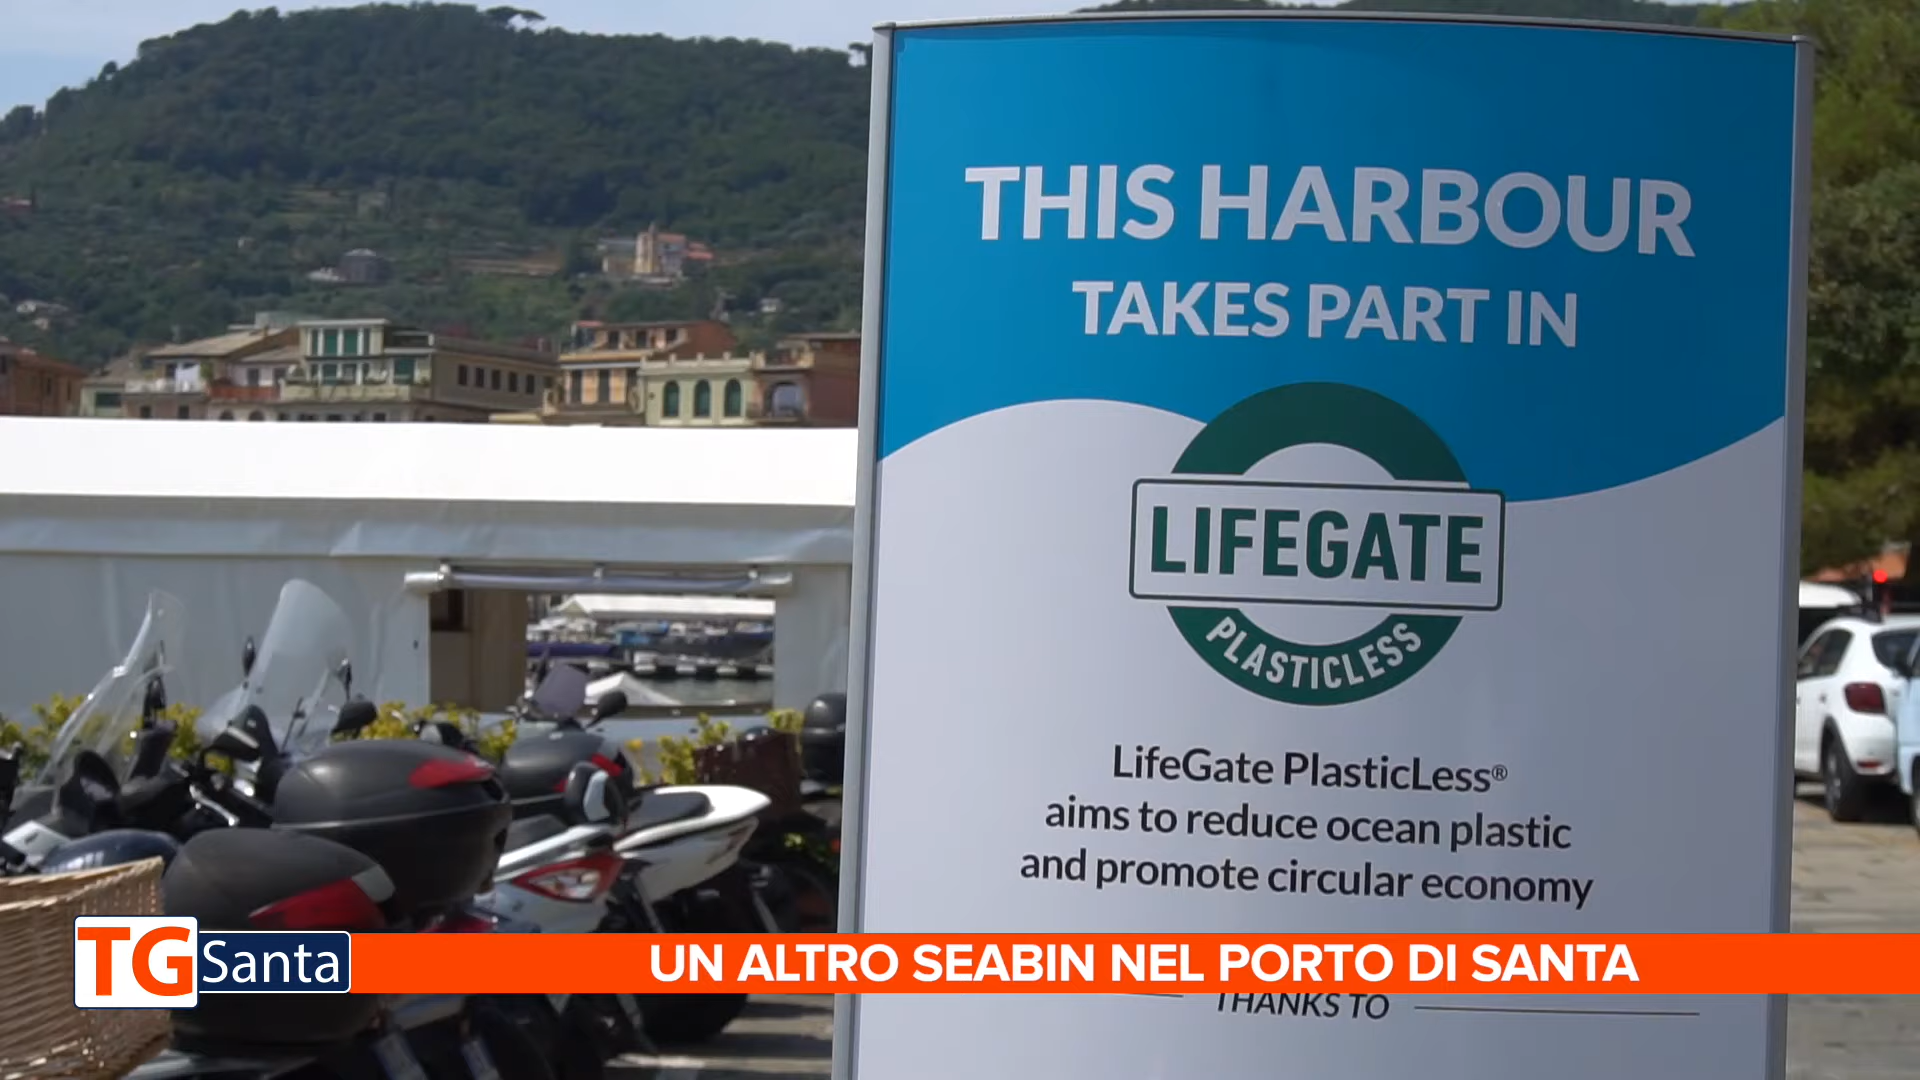 THIS HARBOUR
TAKES PART IN
LIFEGATE
PLASTICLESS
LifeGate PlasticLess®
aims to reduce ocean plastic
and promote circular economy
TG Santa
UN ALTRO SEABIN NEL PORTO DI SANTA
THANKS TO